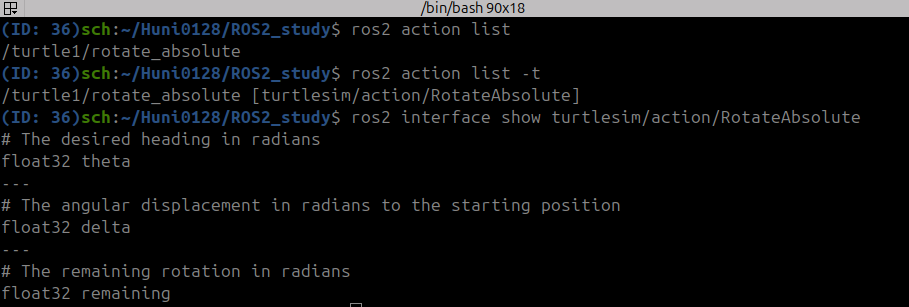 /bin/bash 90x18
(ID: 36)sch:~/Huni0128/ROS2_study$ ros2 action list
/turtle1/rotate_absolute
(ID: 36)sch:~/Huni0128/ROS2_study$ ros2 action list -t
/turtle1/rotate_absolute [turtlesim/action/RotateAbsolute]
(ID: 36)sch:~/Huni0128/ROS2_study$ ros2 interface show turtlesim/action/RotateAbsolute
# The desired heading in radians
float32 theta
---
# The angular displacement in radians to the starting position
float32 delta
---
# The remaining rotation in radians
float32 remaining